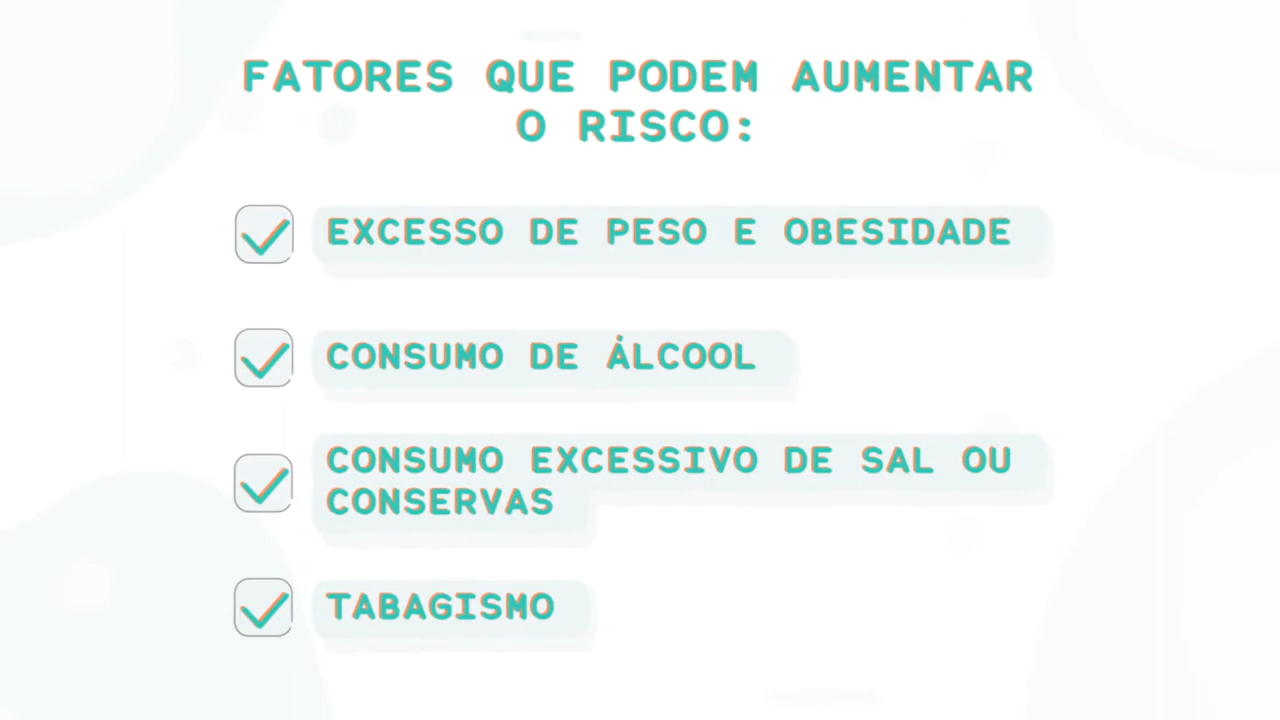 FATORES QUE PODEM AUMENTAR
O RISCO:
EXCESSO DE PESO E OBESIDADE
CONSUMO DE ÁLCOOL
CONSUMO EXCESSIVO DE SAL OU
CONSERVAS
TABAGISMO